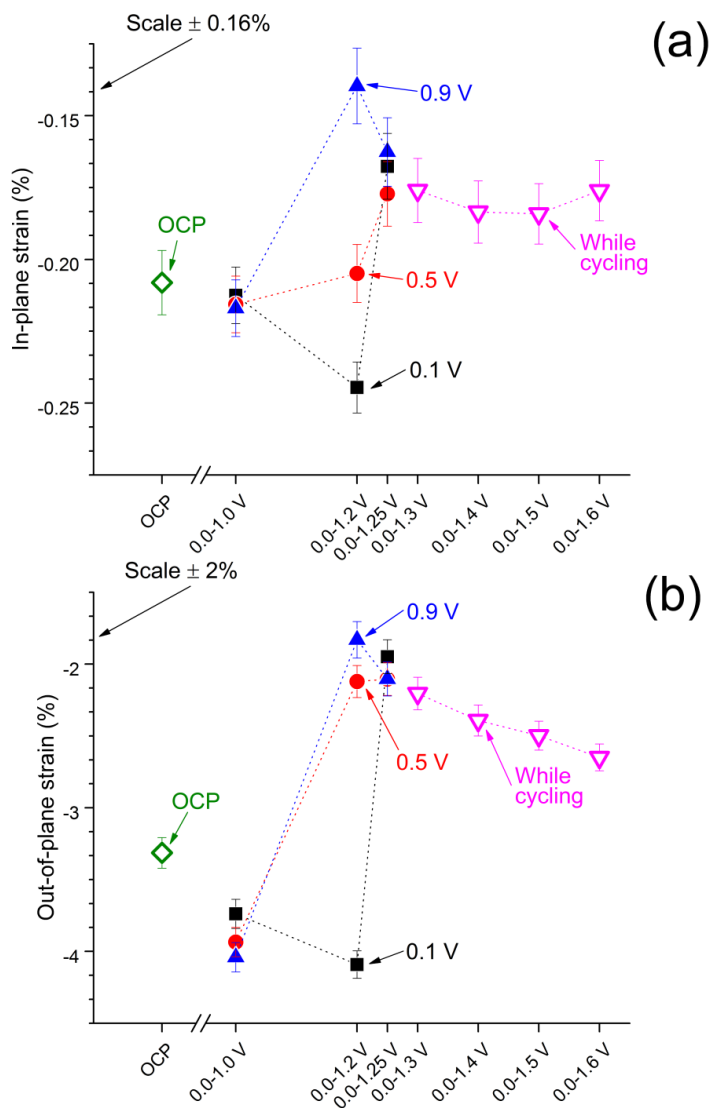 Scale ± 0.16%
(a)
In-plane strain (%)
-0.15
-0.20
-0.25
0.9 V
OCP
0.5 V
While
cycling
0.1 V
OCP
0.0-1.0 V
0.0-1.2 V
0.0-1.25 V
0.0-1.3 V
0.0-1.4 V
0.0-1.5 V
0.0-1.6 V
Scale ± 2%
(b)
Out-of-plane strain (%)
-2
-3
-4
0.9 V
0.5 V
While
cycling
OCP
0.1 V
OCP
0.0-1.0 V
0.0-1.2 V
0.0-1.25 V
0.0-1.3 V
0.0-1.4 V
0.0-1.5 V
0.0-1.6 V